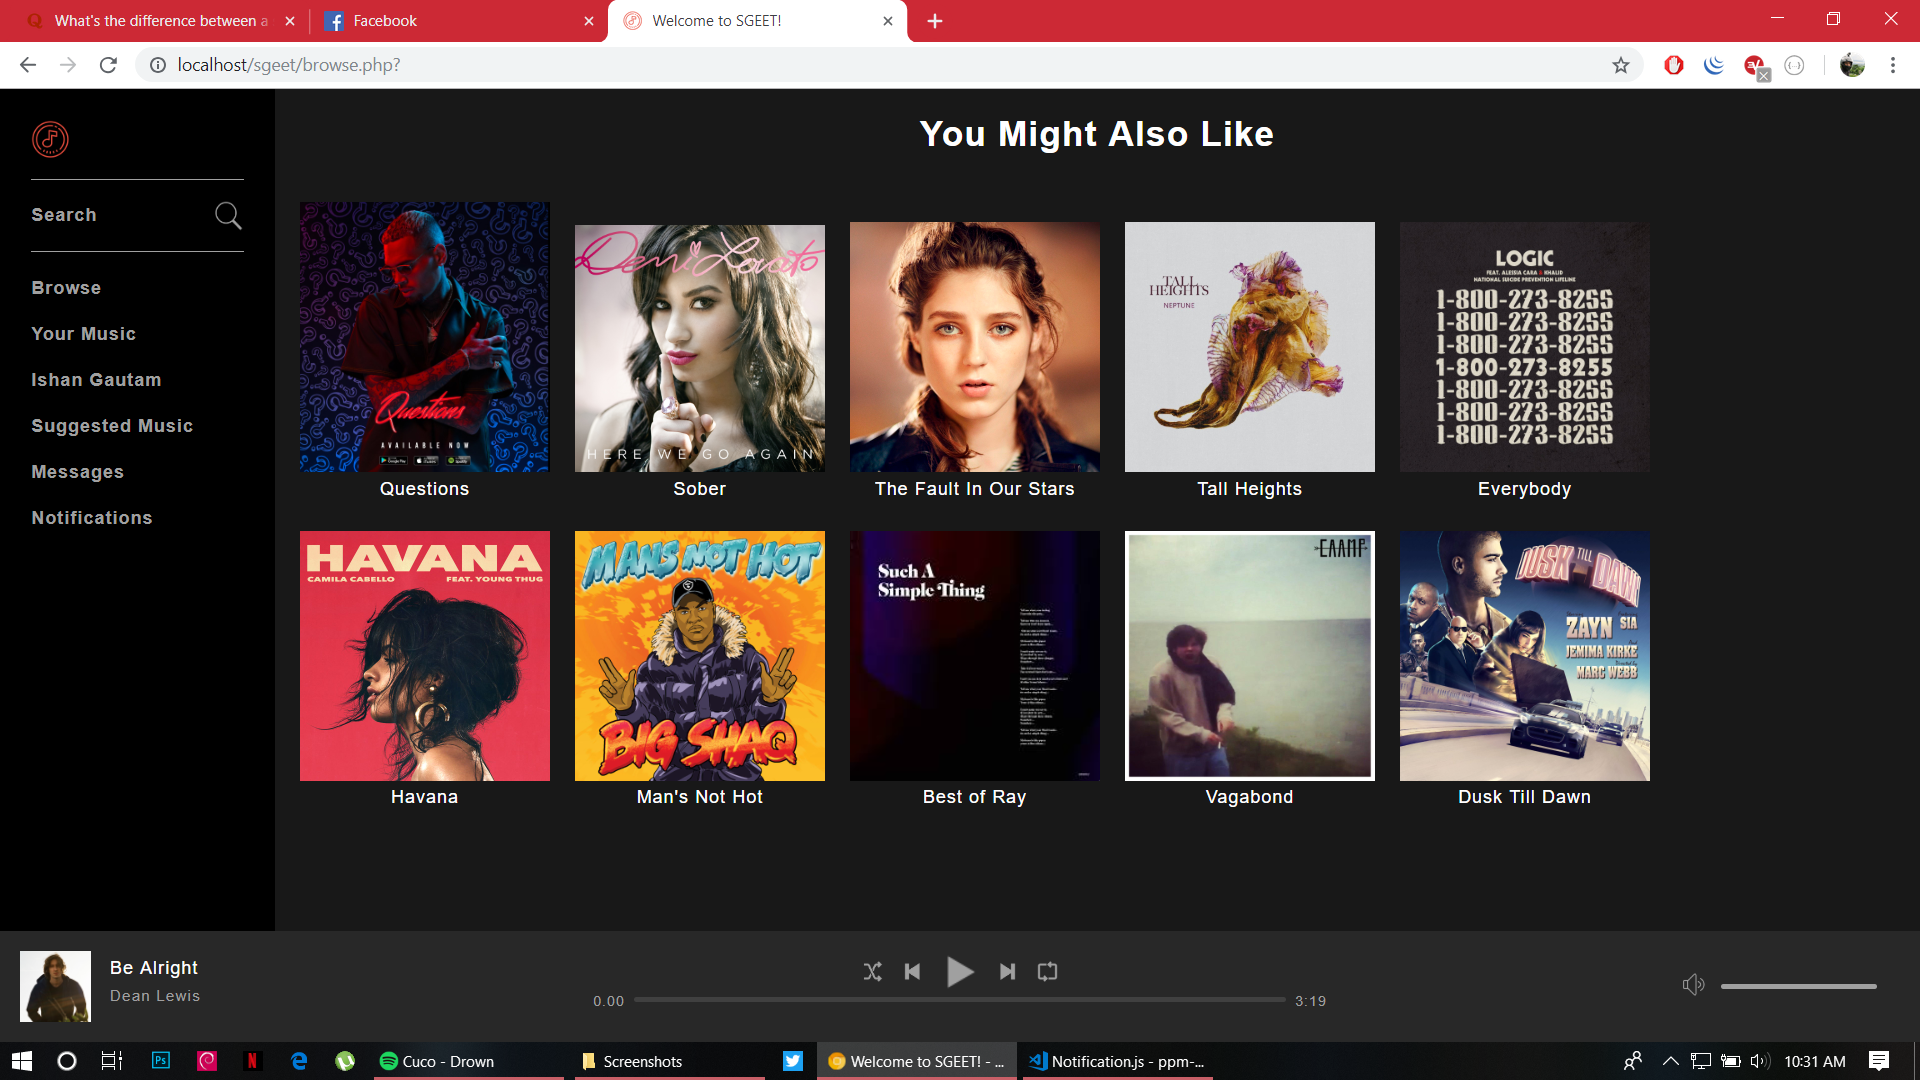 What's the difference between a
Facebook
Welcome to SGEET!
localhost/sgeet/browse.php?
You Might Also Like
Search
Browse
Your Music
Ishan Gautam
Suggested Music
Messages
Notifications
Questions
AVAILABLE NOW
Demi Lovato
HERE WE GO AGAIN
TALL
HEIGHTS
NEPTUNE
LOGIC
FEAT. ALESSIA CARA & KHALID
NATIONAL SUICIDE PREVENTION LIFELINE
1-800-273-8255
1-800-273-8255
1-800-273-8255
1-800-273-8255
1-800-273-8255
1-800-273-8255
1-800-273-8255
Questions
Sober
The Fault In Our Stars
Tall Heights
Everybody
HAVANA
CAMILA CABELLO FEAT. YOUNG THUG
MANS NOT HOT
BIG SHAQ
Such A
Simple Thing
CAAMP
DUSK TILL DAWN
ZAYN SIA
JEMIMA KIRKE
MARC WEBB
Havana
Man's Not Hot
Best of Ray
Vagabond
Dusk Till Dawn
Be Alright
Dean Lewis
0.00
3:19
Ps
Cuco - Drown
Screenshots
Welcome to SGEET! - ...
Notification.js - ppm-...
10:31 AM